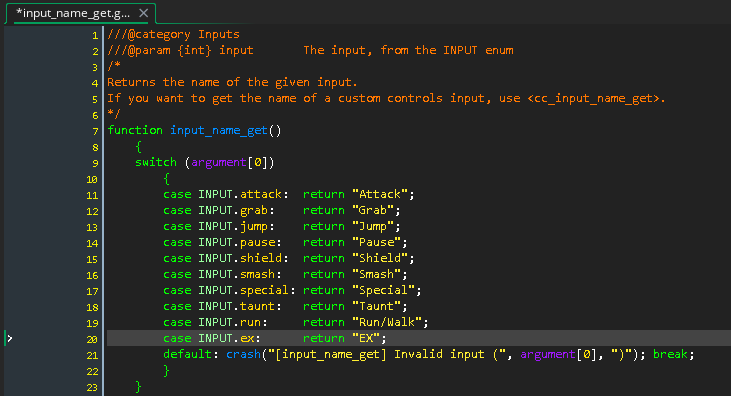 *input_name_get.g... ×
1 ///@category Inputs
2 ///@param {int} input       The input, from the INPUT enum
3 /*
4 Returns the name of the given input.
5 If you want to get the name of a custom controls input, use <cc_input_name_get>.
6 */
7 function input_name_get()
8     {
9     switch (argument[0])
10         {
11         case INPUT.attack:  return "Attack";
12         case INPUT.grab:    return "Grab";
13         case INPUT.jump:    return "Jump";
14         case INPUT.pause:   return "Pause";
15         case INPUT.shield:  return "Shield";
16         case INPUT.smash:   return "Smash";
17         case INPUT.special: return "Special";
18         case INPUT.taunt:   return "Taunt";
19         case INPUT.run:     return "Run/Walk";
20         case INPUT.ex:      return "EX";
21         default: crash("[input_name_get] Invalid input (", argument[0], ")"); break;
22         }
23     }